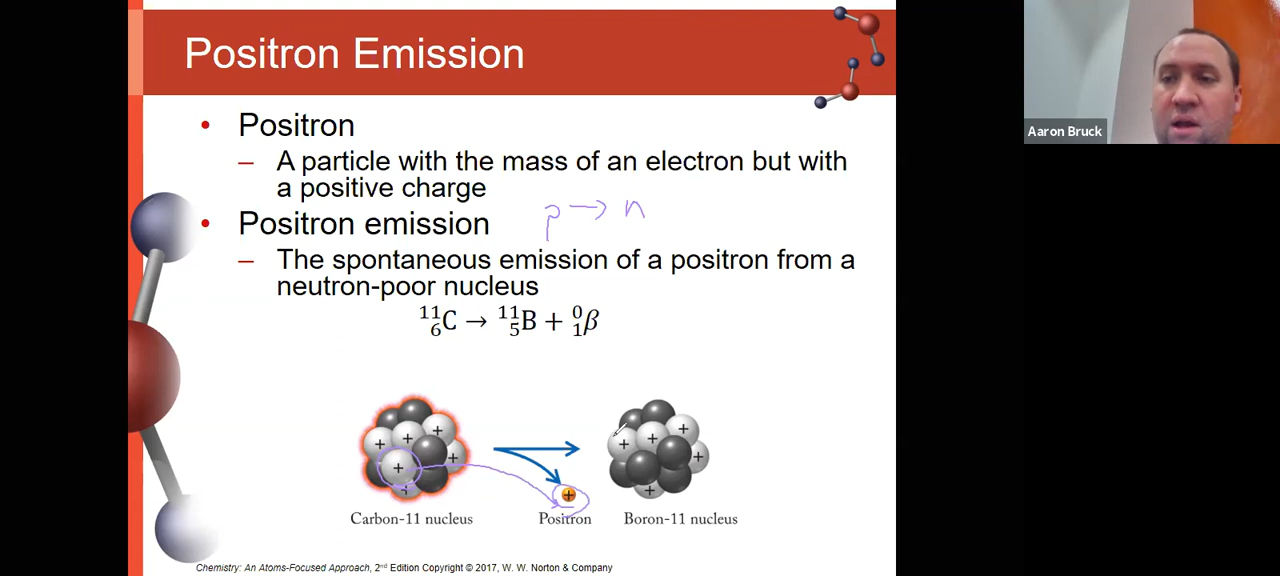 Positron Emission
Aaron Bruck
• Positron
– A particle with the mass of an electron but with
a positive charge
p → n
• Positron emission
– The spontaneous emission of a positron from a
neutron-poor nucleus
¹¹₆C → ¹¹₅B + ⁰₁β
+ + + + + + +
+ + + + +
Carbon-11 nucleus Positron Boron-11 nucleus
Chemistry: An Atoms-Focused Approach, 2nd Edition Copyright © 2017, W. W. Norton & Company